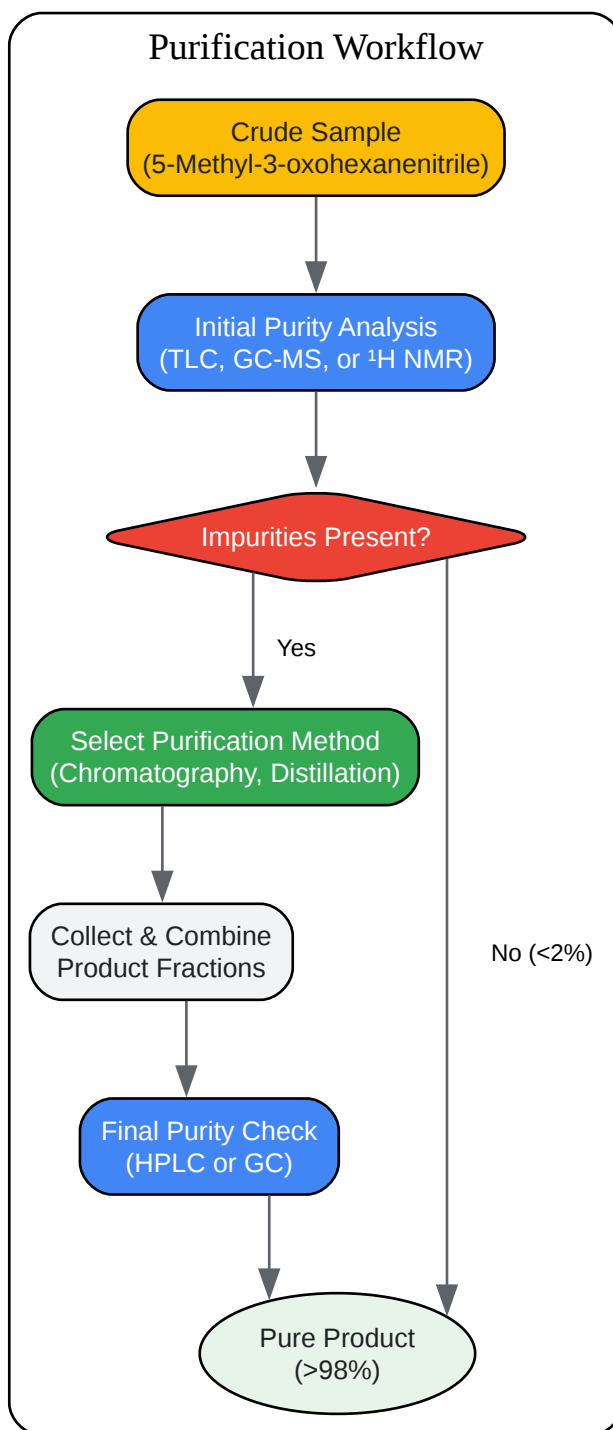 Purification Workflow
Crude Sample
(5-Methyl-3-oxohexanenitrile)
Initial Purity Analysis
(TLC, GC-MS, or ¹H NMR)
Impurities Present?
Yes
Select Purification Method
(Chromatography, Distillation)
Collect & Combine
Product Fractions
No (<2%)
Final Purity Check
(HPLC or GC)
Pure Product
(>98%)